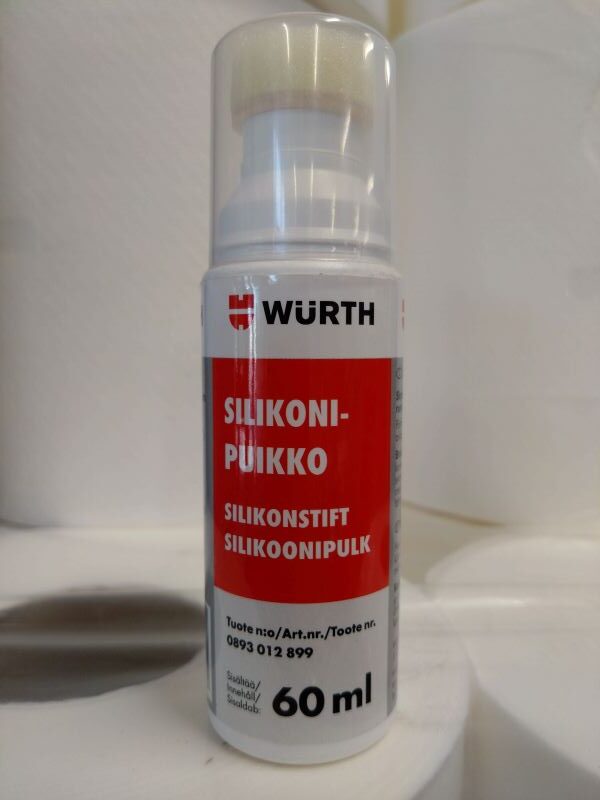 WÜRTH
SILIKONI-
PUIKKO
SILIKONSTIFT
SILIKOONIPULK
Tuote n:o/Art.nr./Toote nr.
0893 012 899
Sisältää/
Innehåll/
Sisaldab:
60 ml